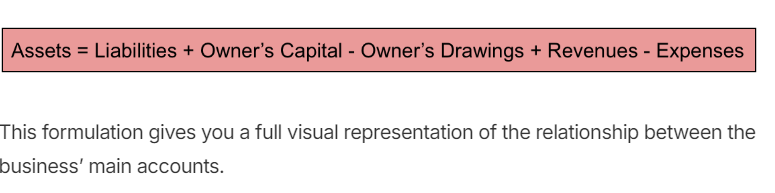 Assets = Liabilities + Owner’s Capital - Owner’s Drawings + Revenues - Expenses
This formulation gives you a full visual representation of the relationship between the
business’ main accounts.